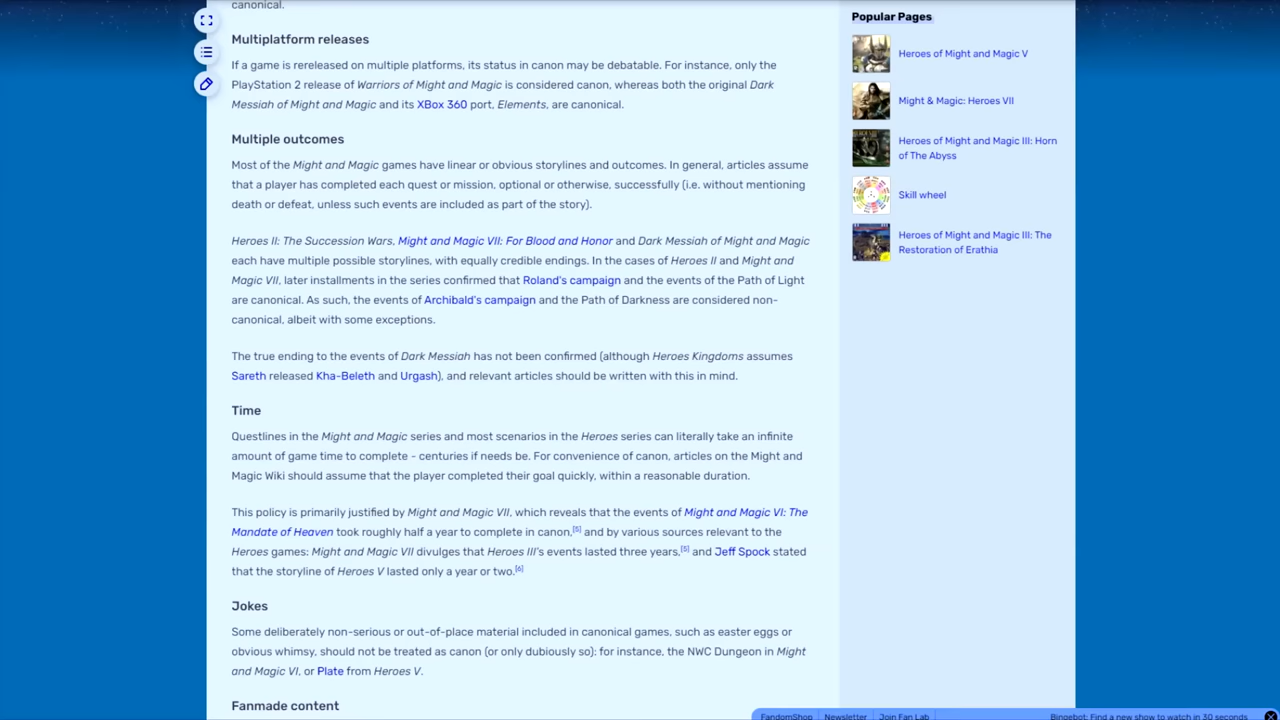 canonical.
Multiplatform releases
If a game is rereleased on multiple platforms, its status in canon may be debatable. For instance, only the
PlayStation 2 release of Warriors of Might and Magic is considered canon, whereas both the original Dark
Messiah of Might and Magic and its XBox 360 port, Elements, are canonical.
Multiple outcomes
Most of the Might and Magic games have linear or obvious storylines and outcomes. In general, articles assume
that a player has completed each quest or mission, optional or otherwise, successfully (i.e. without mentioning
death or defeat, unless such events are included as part of the story).
Heroes II: The Succession Wars, Might and Magic VII: For Blood and Honor and Dark Messiah of Might and Magic
each have multiple possible storylines, with equally credible endings. In the cases of Heroes II and Might and
Magic VII, later installments in the series confirmed that Roland's campaign and the events of the Path of Light
are canonical. As such, the events of Archibald's campaign and the Path of Darkness are considered non-
canonical, albeit with some exceptions.
The true ending to the events of Dark Messiah has not been confirmed (although Heroes Kingdoms assumes
Sareth released Kha-Beleth and Urgash), and relevant articles should be written with this in mind.
Time
Questlines in the Might and Magic series and most scenarios in the Heroes series can literally take an infinite
amount of game time to complete - centuries if needs be. For convenience of canon, articles on the Might and
Magic Wiki should assume that the player completed their goal quickly, within a reasonable duration.
This policy is primarily justified by Might and Magic VII, which reveals that the events of Might and Magic VI: The
Mandate of Heaven took roughly half a year to complete in canon,[5] and by various sources relevant to the
Heroes games: Might and Magic VII divulges that Heroes III's events lasted three years,[5] and Jeff Spock stated
that the storyline of Heroes V lasted only a year or two.[6]
Jokes
Some deliberately non-serious or out-of-place material included in canonical games, such as easter eggs or
obvious whimsy, should not be treated as canon (or only dubiously so): for instance, the NWC Dungeon in Might
and Magic VI, or Plate from Heroes V.
Fanmade content
Popular Pages
Heroes of Might and Magic V
Might & Magic: Heroes VII
Heroes of Might and Magic III: Horn
of The Abyss
Skill wheel
Heroes of Might and Magic III: The
Restoration of Erathia
FandomShop
Newsletter
Join Fan Lab
Bingebot: Find a new show to watch in 30 seconds